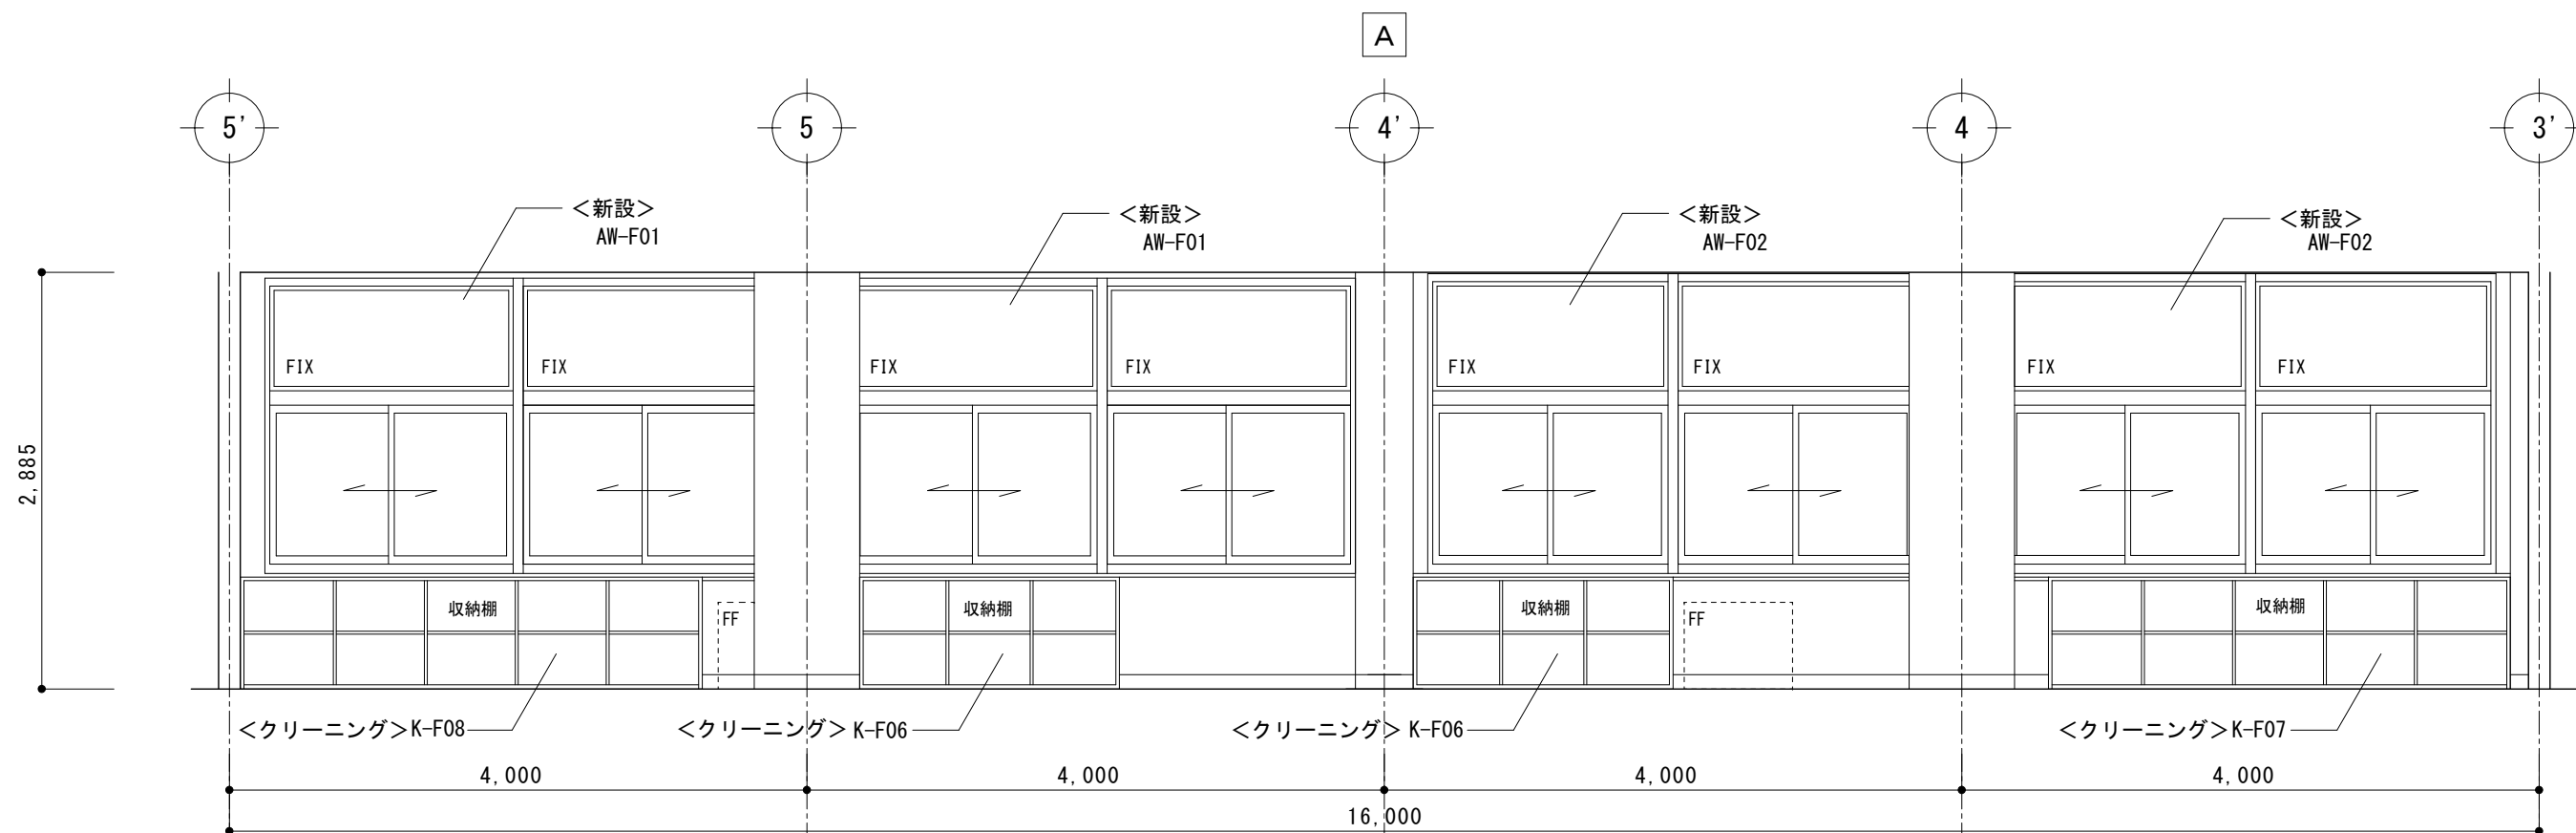 A
5'
5
4'
4
3'
＜新設＞
AW-F01
＜新設＞
AW-F01
＜新設＞
AW-F02
＜新設＞
AW-F02
FIX
FIX
FIX
FIX
FIX
FIX
FIX
FIX
2,885
収納棚
FF
収納棚
収納棚
FF
収納棚
＜クリーニング＞K-F08
＜クリーニング＞K-F06
＜クリーニング＞K-F06
＜クリーニング＞K-F07
4,000
4,000
4,000
4,000
16,000